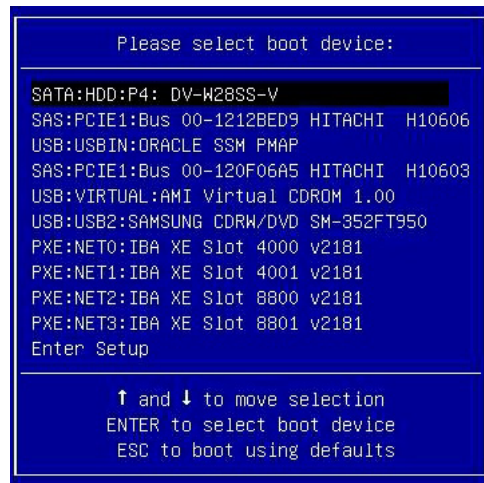 Please select boot device:
SATA:HDD:P4: DV-W28SS-V
SAS:PCIE1:Bus 00-1212BED9 HITACHI  H10606
USB:USBIN:ORACLE SSM PMAP
SAS:PCIE1:Bus 00-120F06A5 HITACHI  H10603
USB:VIRTUAL:AMI Virtual CDROM 1.00
USB:USB2:SAMSUNG CDRW/DVD SM-352FT950
PXE:NET0:IBA XE Slot 4000 v2181
PXE:NET1:IBA XE Slot 4001 v2181
PXE:NET2:IBA XE Slot 8800 v2181
PXE:NET3:IBA XE Slot 8801 v2181
Enter Setup
↑ and ↓ to move selection
ENTER to select boot device
ESC to boot using defaults